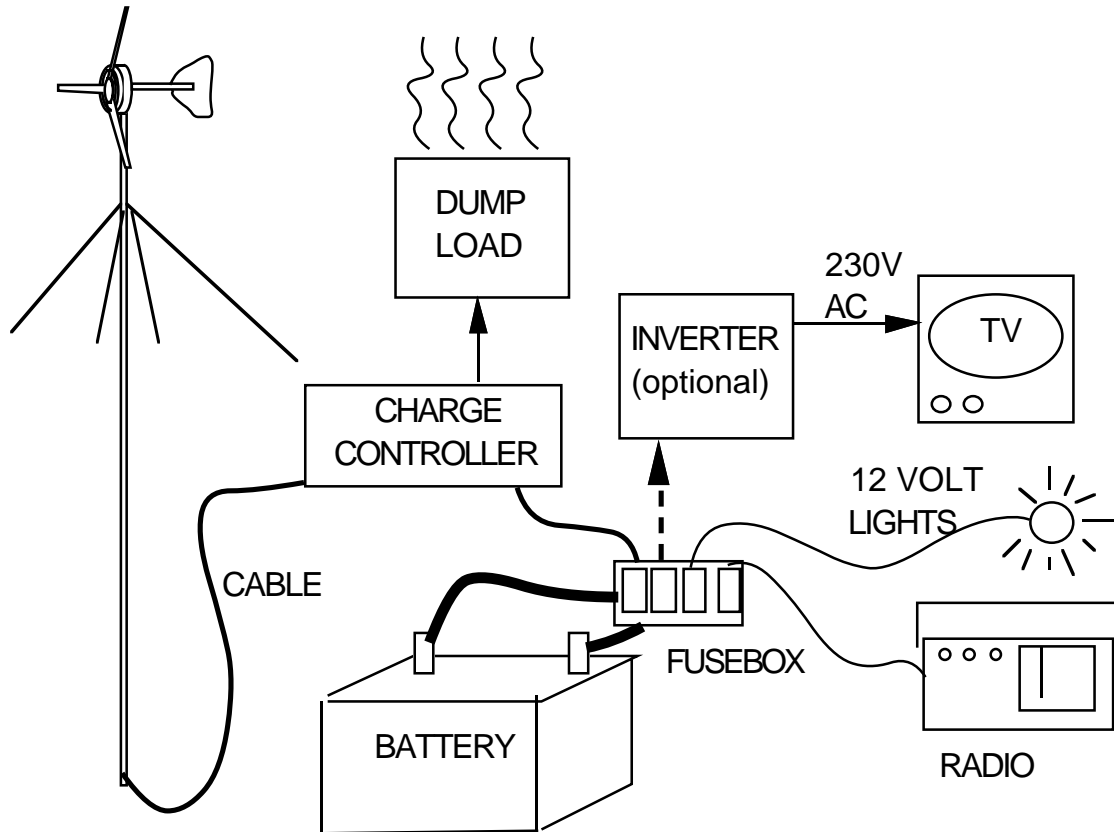 DUMP
LOAD
230V
AC
TV
INVERTER
(optional)
CHARGE
CONTROLLER
12 VOLT
LIGHTS
CABLE
FUSEBOX
BATTERY
RADIO